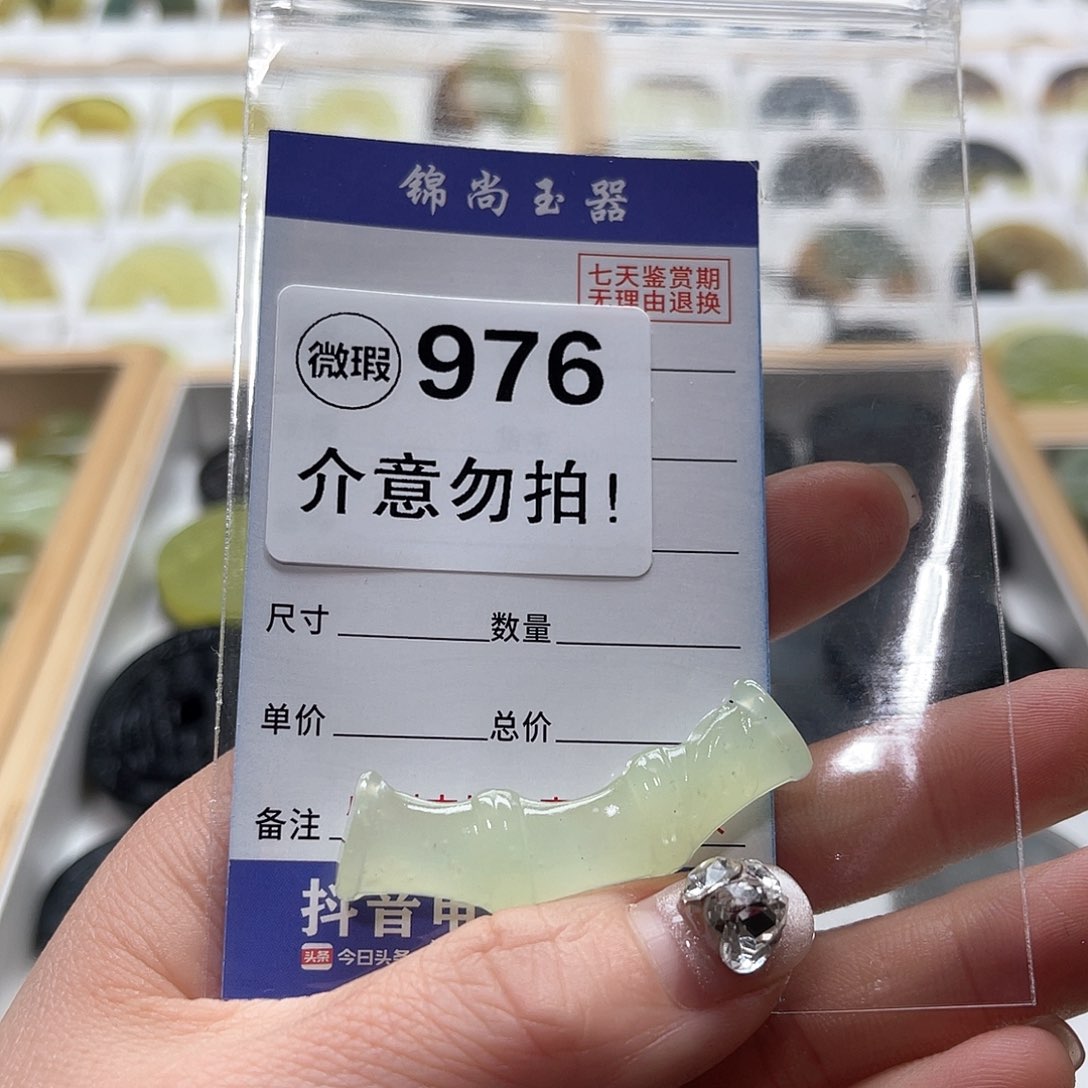 锦尚玉器
七天鉴赏期
无理由退换
微瑕 976
介意勿拍！
尺寸 数量
单价 总价
备注
抖音电
头条 今日头条